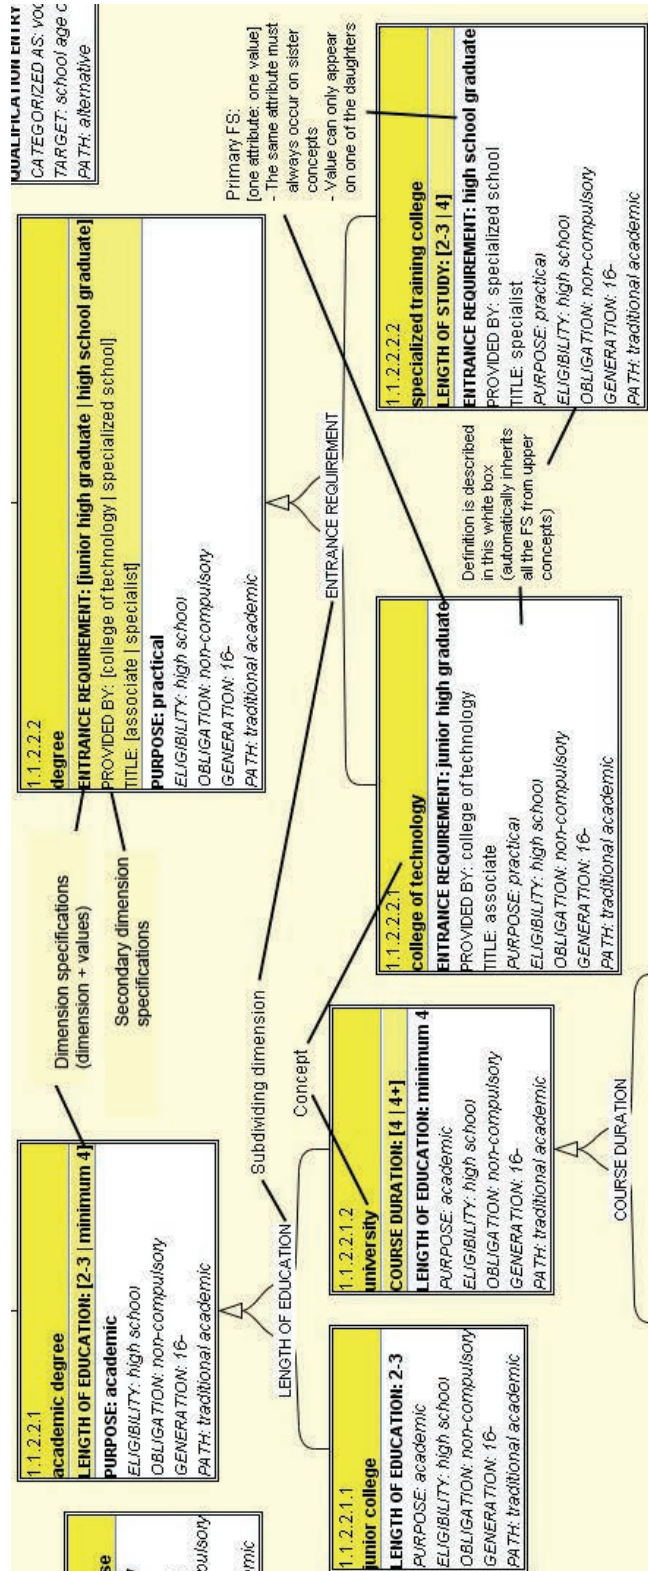 se
pulsory
mic
1.1.2.2.1
academic degree
LENGTH OF EDUCATION: [2-3 | minimum 4]
PURPOSE: academic
ELIGIBILITY: high school
OBLIGATION: non-compulsory
GENERATION: 16-
PATH: traditional academic
Dimension specifications
(dimension + values)
Secondary dimension
specifications
1.1.2.2.2
degree
ENTRANCE REQUIREMENT: [junior high graduate | high school graduate]
PROVIDED BY: [college of technology | specialized school]
TITLE: [associate | specialist]
PURPOSE: practical
ELIGIBILITY: high school
OBLIGATION: non-compulsory
GENERATION: 16-
PATH: traditional academic
QUALIFICATION ENTRY
CATEGORIZED AS: voc
TARGET: school age c
PATH: alternative
Primary FS:
[one attribute: one value]
- The same attribute must
always occur on sister
concepts
- Value can only appear
on one of the daughters
LENGTH OF EDUCATION
Subdividing dimension
ENTRANCE REQUIREMENT
Concept
1.1.2.2.1.1
junior college
LENGTH OF EDUCATION: 2-3
PURPOSE: academic
ELIGIBILITY: high school
OBLIGATION: non-compulsory
GENERATION: 16-
PATH: traditional academic
1.1.2.2.1.2
university
COURSE DURATION: [4 | 4+]
LENGTH OF EDUCATION: minimum 4
PURPOSE: academic
ELIGIBILITY: high school
OBLIGATION: non-compulsory
GENERATION: 16-
PATH: traditional academic
1.1.2.2.2.1
college of technology
ENTRANCE REQUIREMENT: junior high graduate
PROVIDED BY: college of technology
TITLE: associate
PURPOSE: practical
ELIGIBILITY: high school
OBLIGATION: non-compulsory
GENERATION: 16-
PATH: traditional academic
Definition is described
in this white box
(automatically inherits
all the FS from upper
concepts)
1.1.2.2.2.2
specialized training college
LENGTH OF STUDY: [2-3 | 4]
ENTRANCE REQUIREMENT: high school graduate
PROVIDED BY: specialized school
TITLE: specialist
PURPOSE: practical
ELIGIBILITY: high school
OBLIGATION: non-compulsory
GENERATION: 16-
PATH: traditional academic
COURSE DURATION